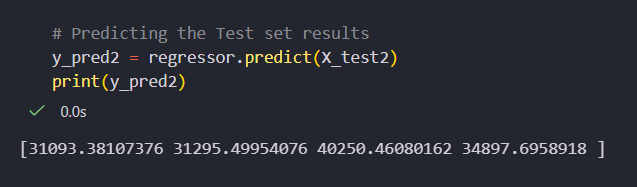 # Predicting the Test set results
y_pred2 = regressor.predict(X_test2)
print(y_pred2)
0.0s
[31093.38107376 31295.49954076 40250.46080162 34897.6958918 ]